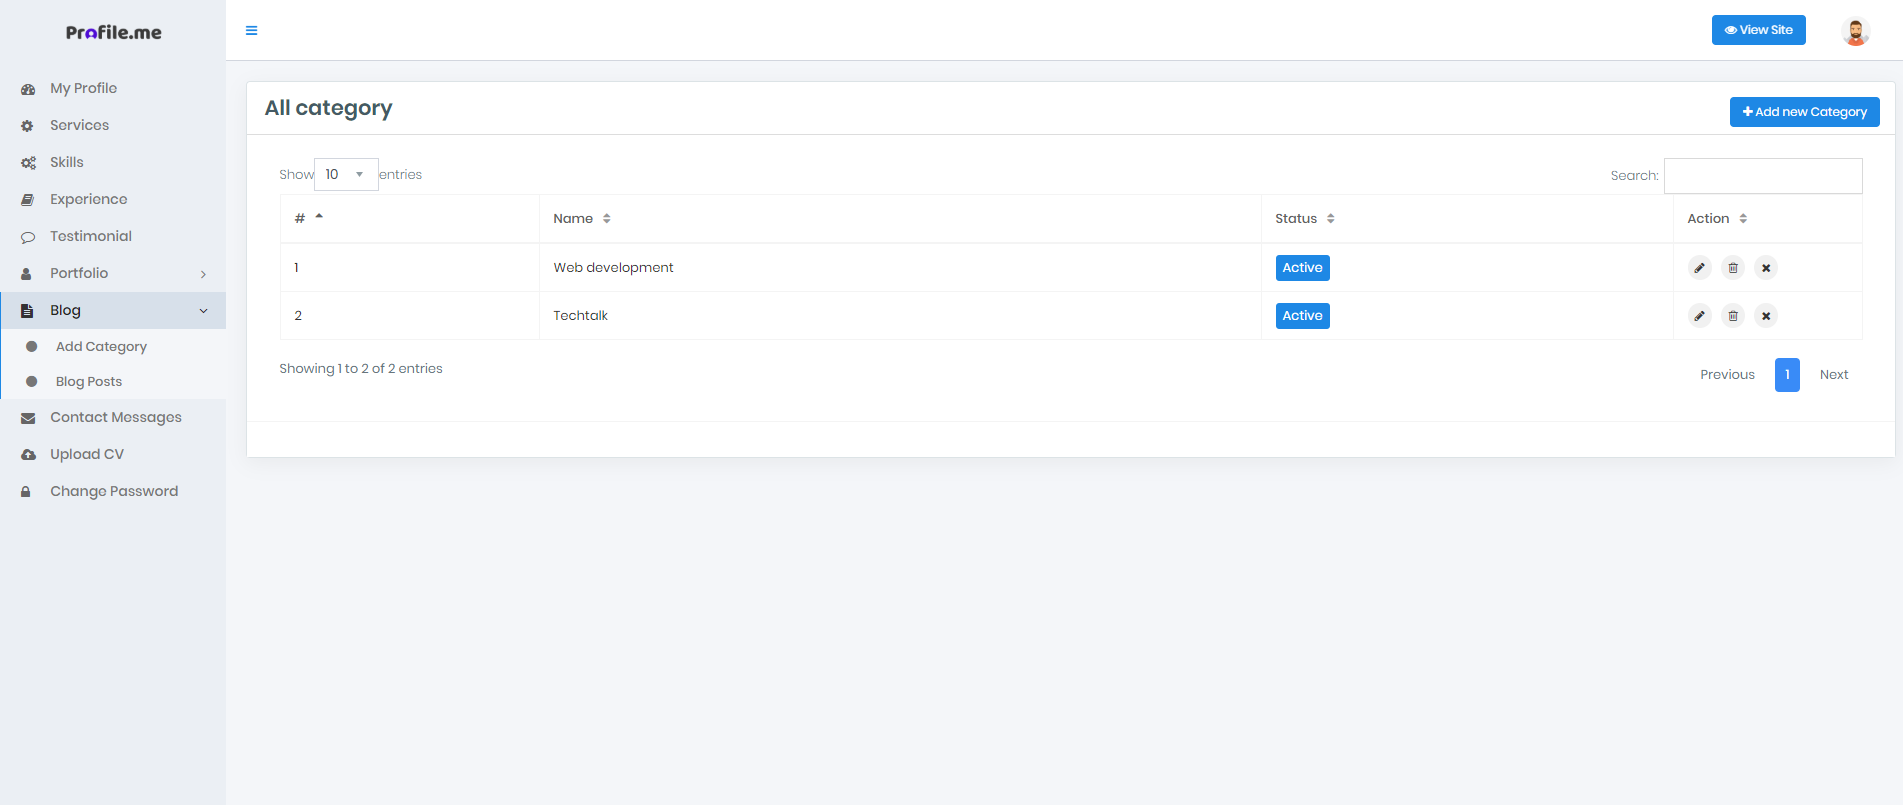 Profile.me
View Site
My Profile
Services
Skills
Experience
Testimonial
Portfolio
Blog
Add Category
Blog Posts
Contact Messages
Upload CV
Change Password
All category
Add new Category
Show 10 entries
Search:
# Name Status Action
1 Web development Active
2 Techtalk Active
Showing 1 to 2 of 2 entries
Previous 1 Next